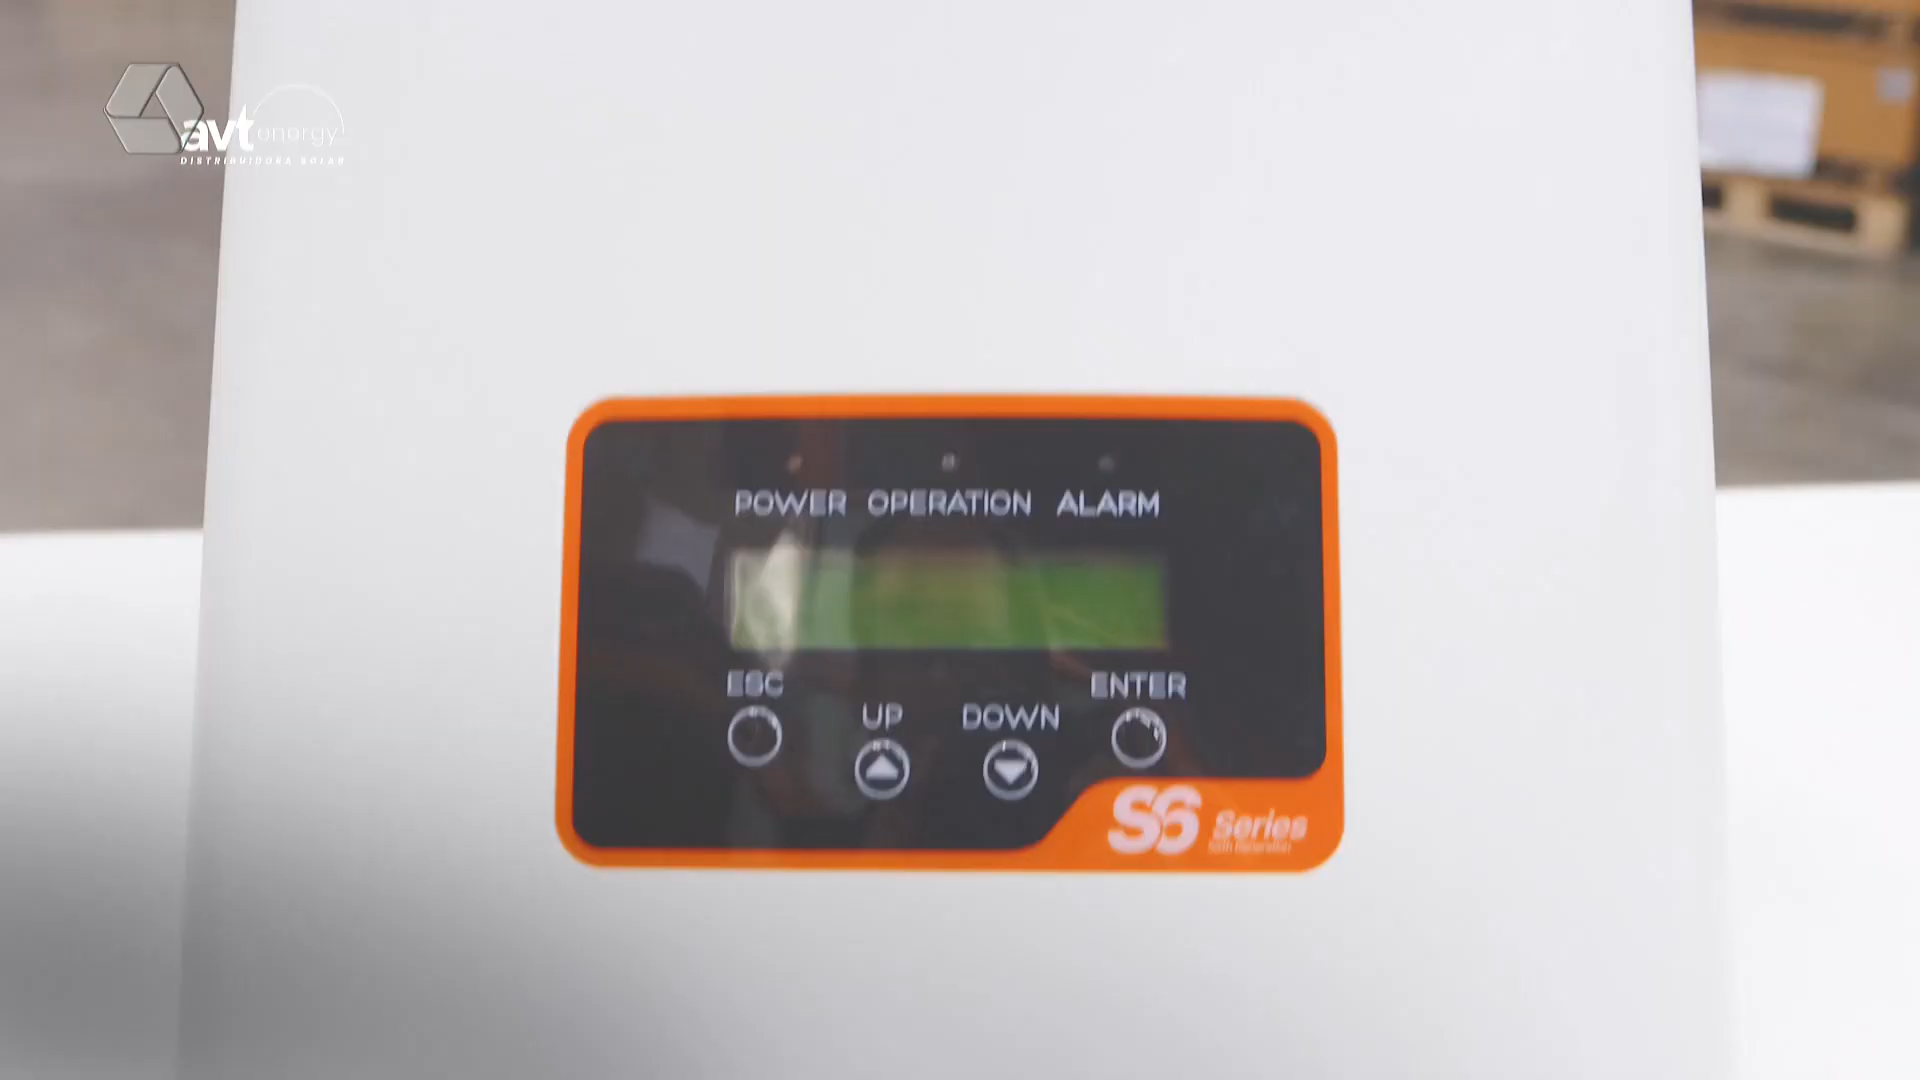 avt energy
DISTRIBUIDORA SOLAR
POWER OPERATION ALARM
ESC
UP
DOWN
ENTER
S6 Series